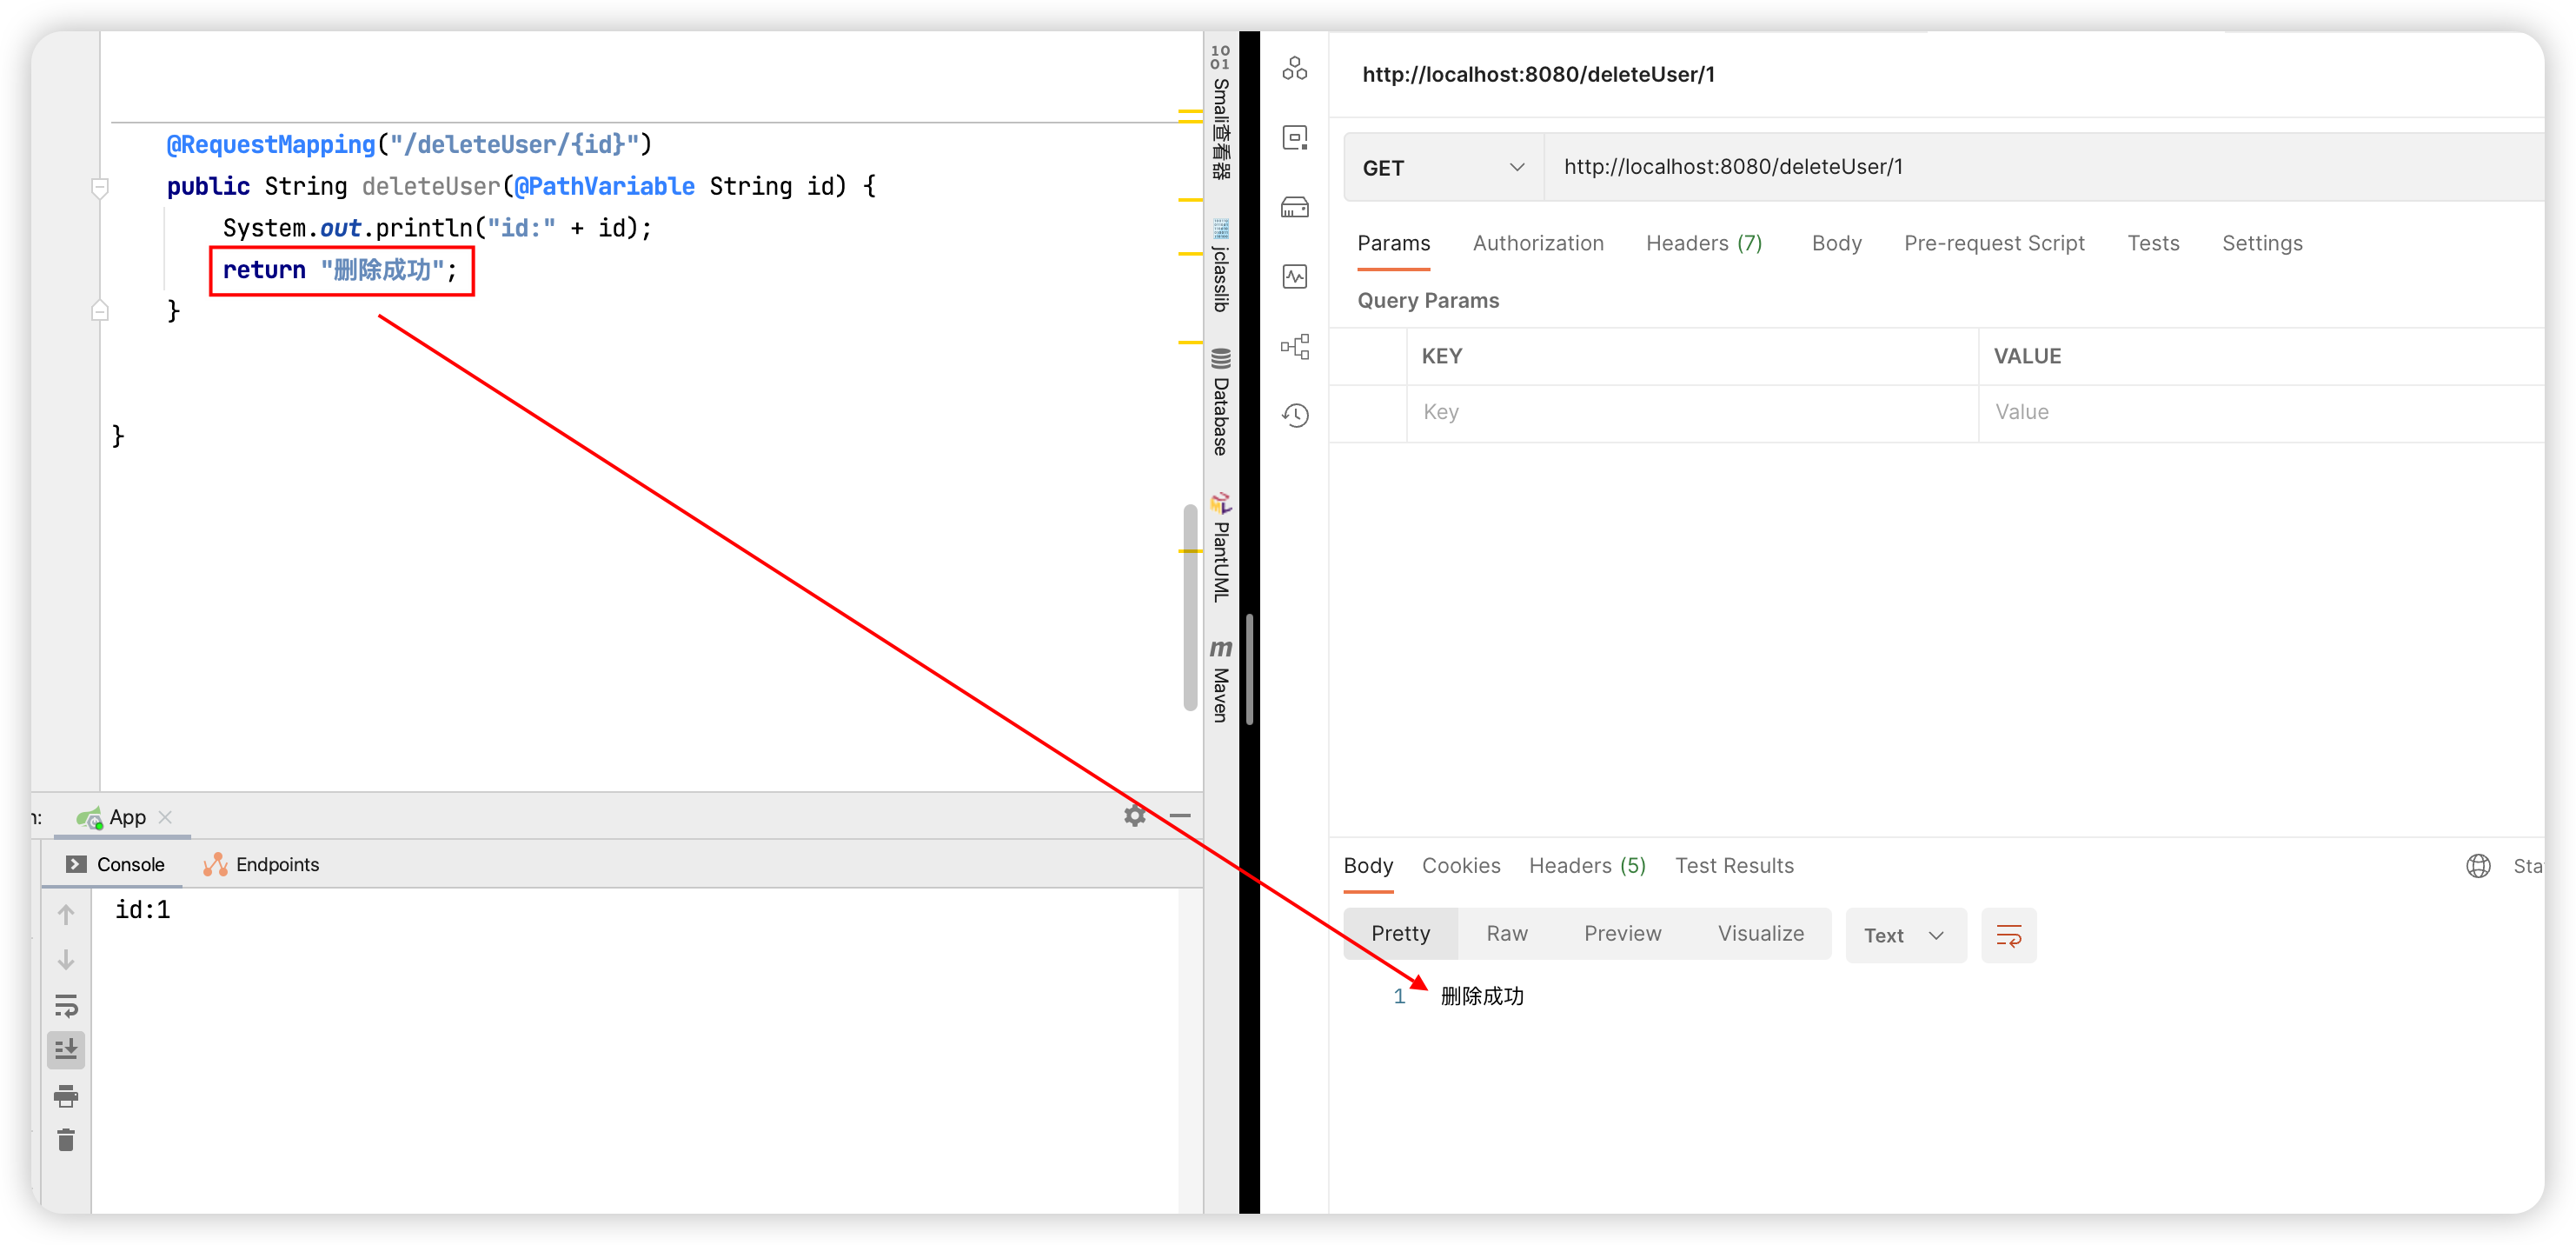 @RequestMapping("/deleteUser/{id}")
public String deleteUser(@PathVariable String id) {
System.out.println("id:" + id);
return "删除成功";
}
}
Smali查看器
jclasslib
Database
PlantUML
Maven
App
Console Endpoints
id:1
http://localhost:8080/deleteUser/1
GET http://localhost:8080/deleteUser/1
Params Authorization Headers (7) Body Pre-request Script Tests Settings
Query Params
KEY VALUE
Key Value
Body Cookies Headers (5) Test Results
Pretty Raw Preview Visualize Text
1 删除成功